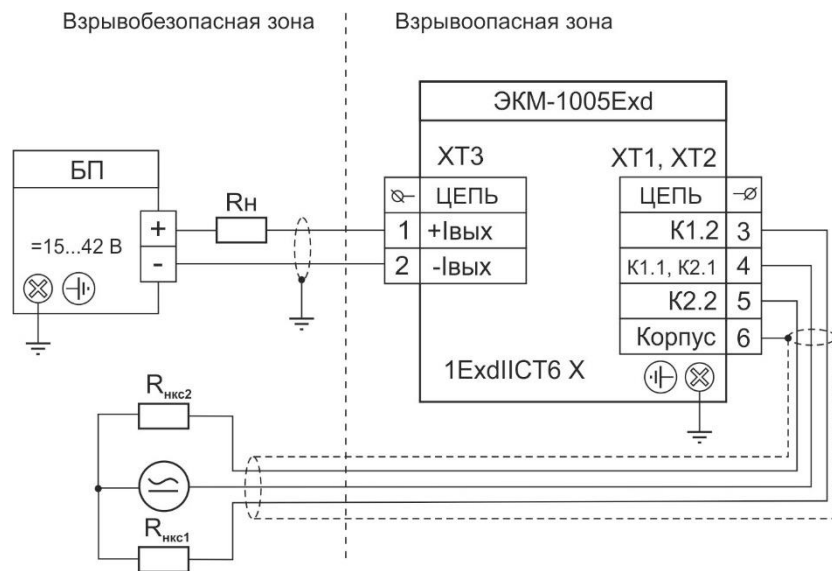 Взрывобезопасная зона
Взрывоопасная зона
ЭКМ-1005Exd
БП
=15...42 В
+
-
Rн
XT3
ЦЕПЬ
1 +Iвых
2 -Iвых
XT1, XT2
ЦЕПЬ
К1.2 3
К1.1, К2.1 4
К2.2 5
Корпус 6
1ExdIICT6 X
Rнкс2
Rнкс1